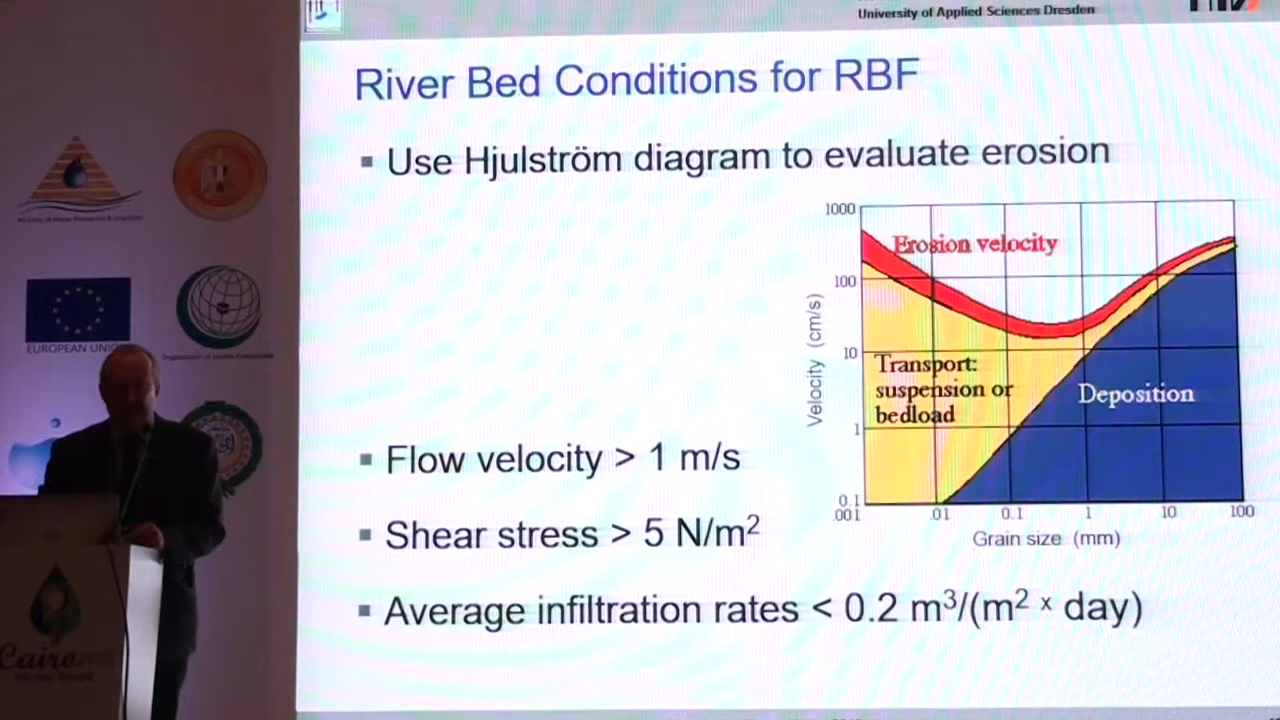 University of Applied Sciences Dresden
River Bed Conditions for RBF
Use Hjulström diagram to evaluate erosion
1000
Erosion velocity
100
Velocity (cm/s)
10
Transport:
suspension or
bedload
Deposition
1
0.1
.001
.01
0.1
1
10
100
Grain size (mm)
Flow velocity > 1 m/s
Shear stress > 5 N/m²
Average infiltration rates < 0.2 m³/(m² x day)
EUROPEAN UNIO
Cairo